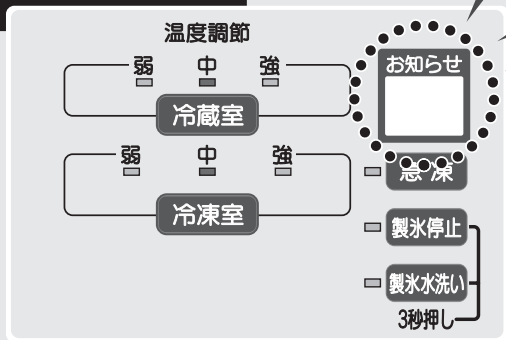 温度調節
弱 中 強
冷蔵室
お知らせ
弱 中 強
冷凍室
急凍
製氷停止
製氷水洗い
3秒押し